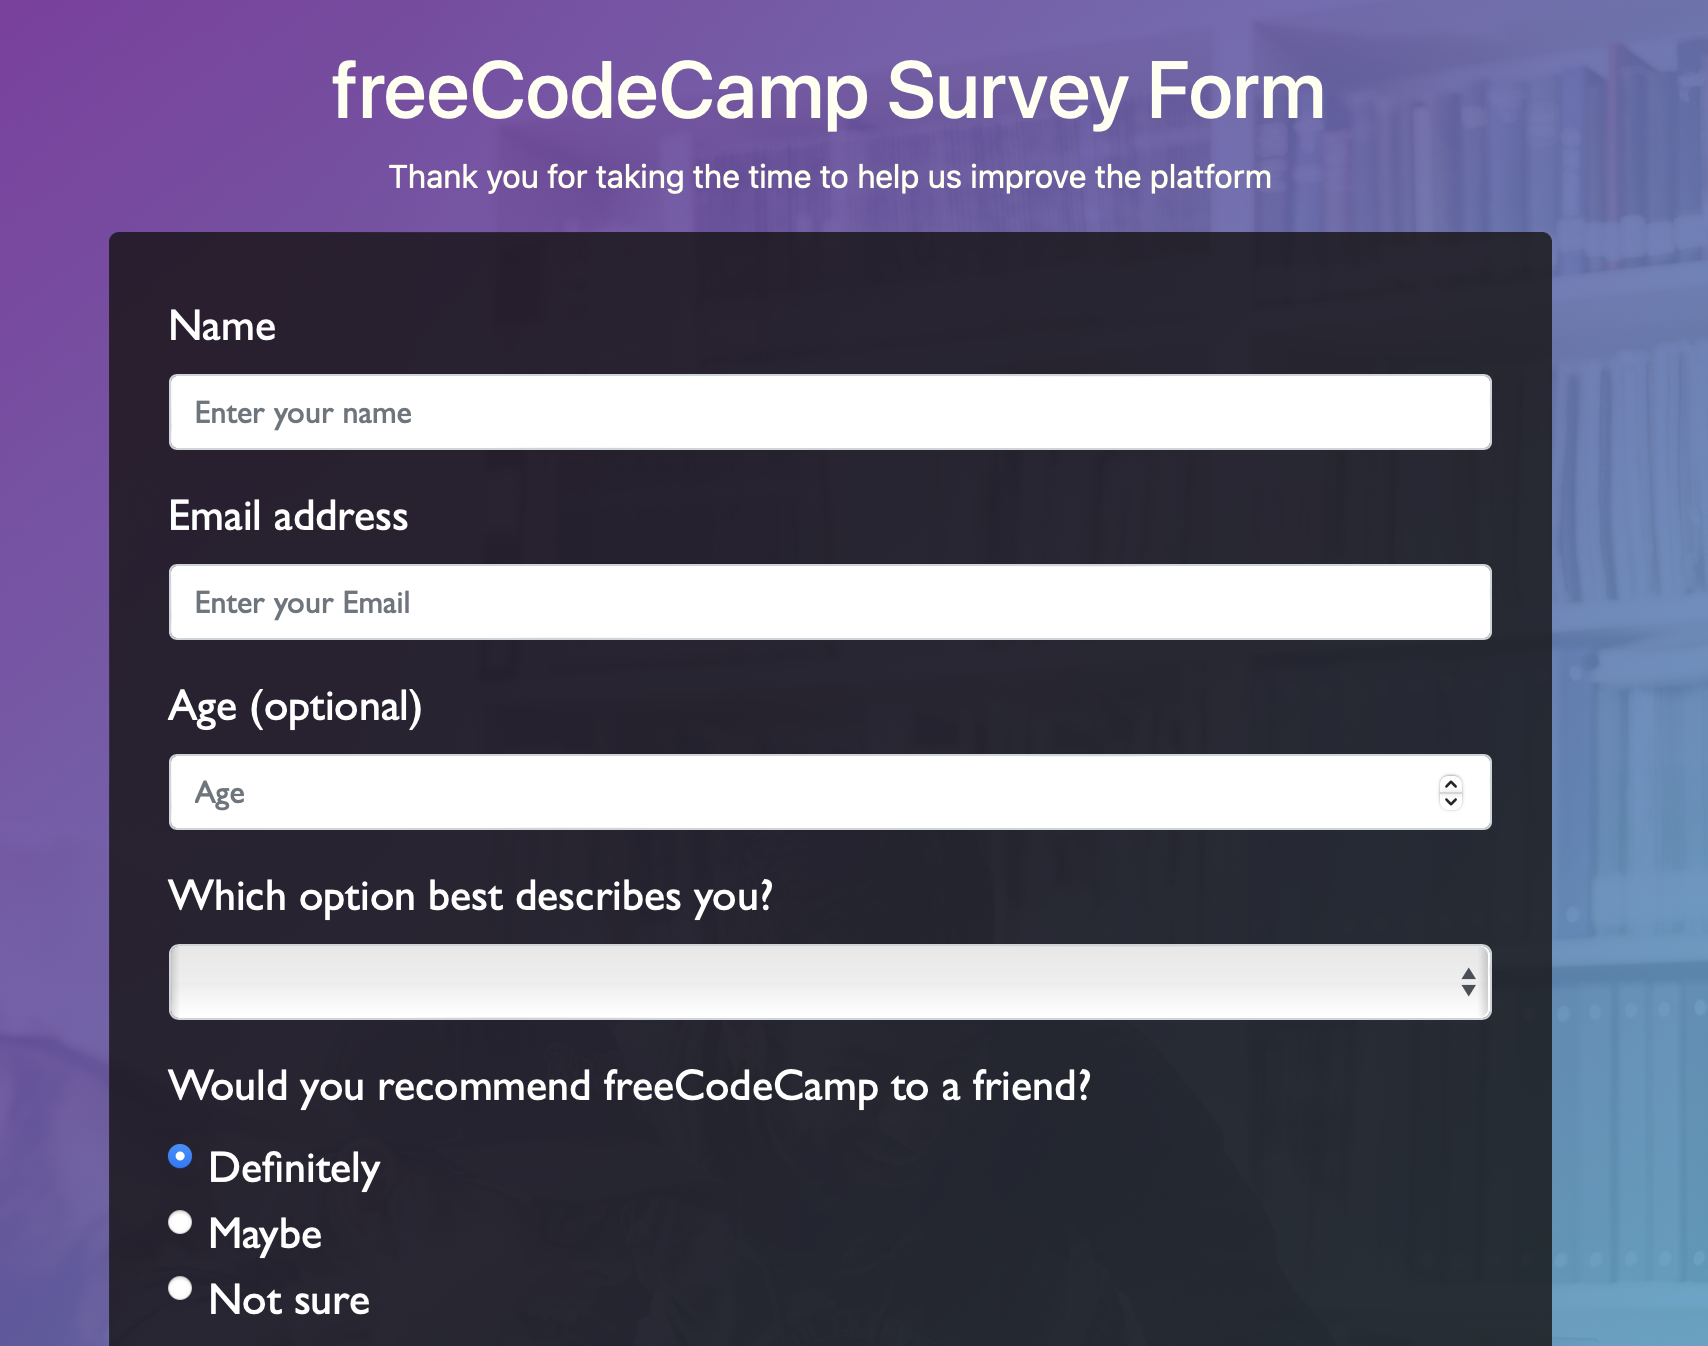 freeCodeCamp Survey Form
Thank you for taking the time to help us improve the platform
Name
Enter your name
Email address
Enter your Email
Age (optional)
Age
Which option best describes you?
Would you recommend freeCodeCamp to a friend?
Definitely
Maybe
Not sure